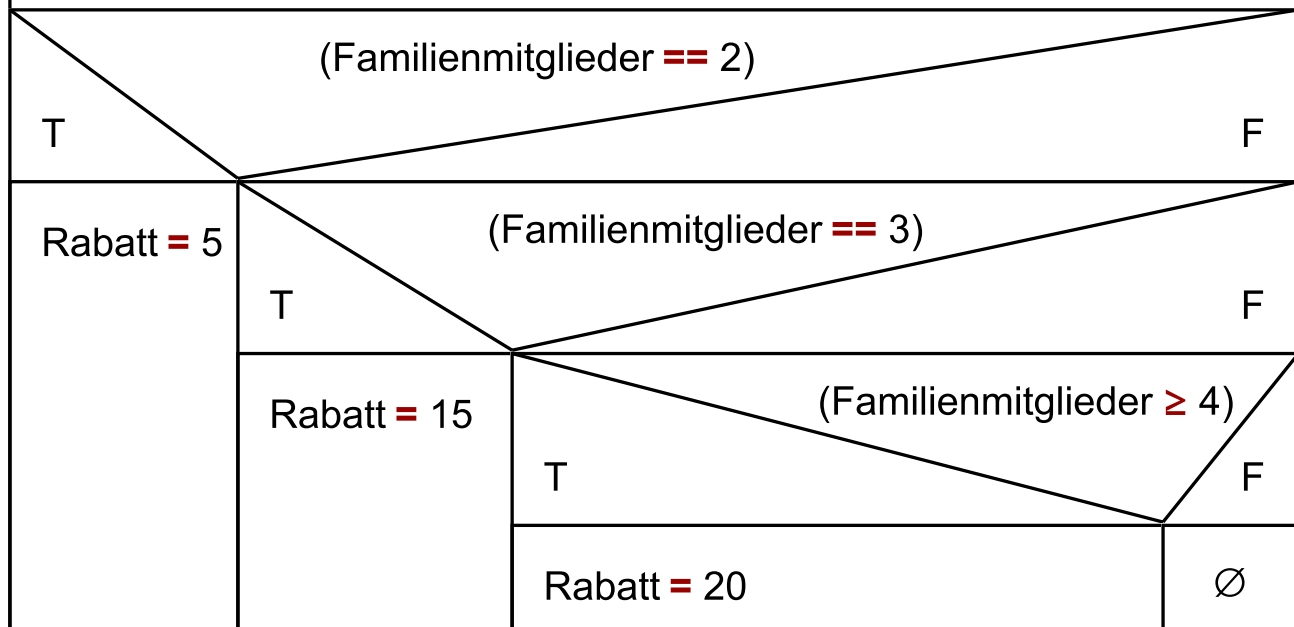 (Familienmitglieder == 2)
T
F
Rabatt = 5
(Familienmitglieder == 3)
T
F
Rabatt = 15
(Familienmitglieder ≥ 4)
T
F
Rabatt = 20
∅